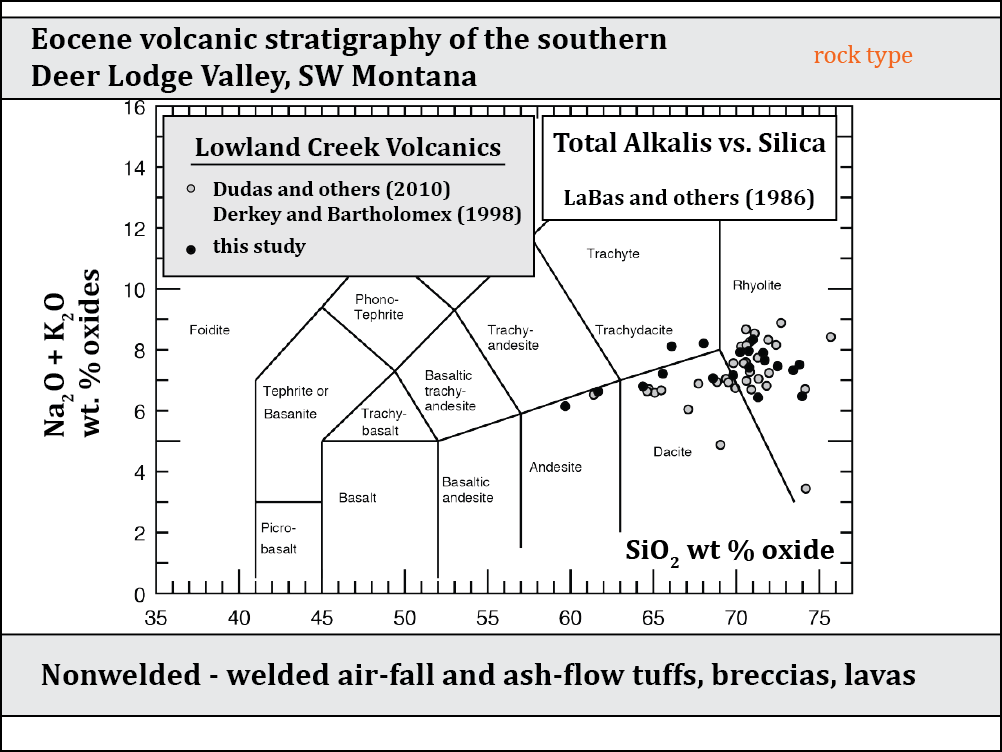 Eocene volcanic stratigraphy of the southern
Deer Lodge Valley, SW Montana
rock type
16
14
12
10
8
6
4
2
0
Na2O + K2O
wt. % oxides
Lowland Creek Volcanics
Dudas and others (2010)
Derkey and Bartholomex (1998)
this study
Total Alkalis vs. Silica
LaBas and others (1986)
Trachyte
Rhyolite
Phono-
Tephrite
Foidite
Trachy-
andesite
Trachydacite
Basaltic
trachy-
andesite
Tephrite or
Basanite
Trachy-
basalt
Dacite
Andesite
Basaltic
andesite
Basalt
Picro-
basalt
SiO2 wt % oxide
35 40 45 50 55 60 65 70 75
Nonwelded - welded air-fall and ash-flow tuffs, breccias, lavas